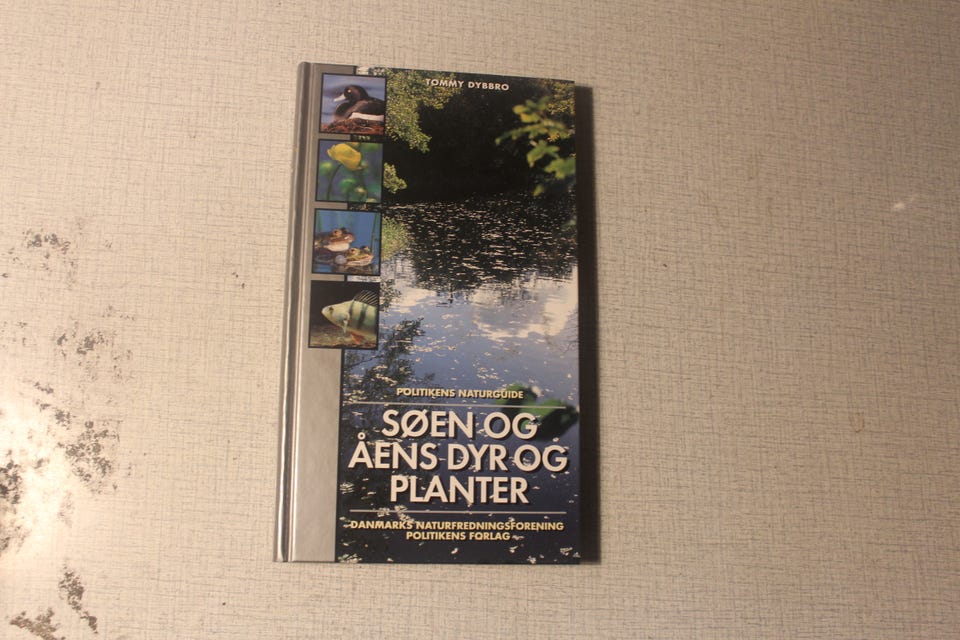 TOMMY DYBBRO
POLITIKENS NATURGUIDE
SØEN OG
ÅENS DYR OG
PLANTER
DANMARKS NATURFREDNINGSFORENING
POLITIKENS FORLAG